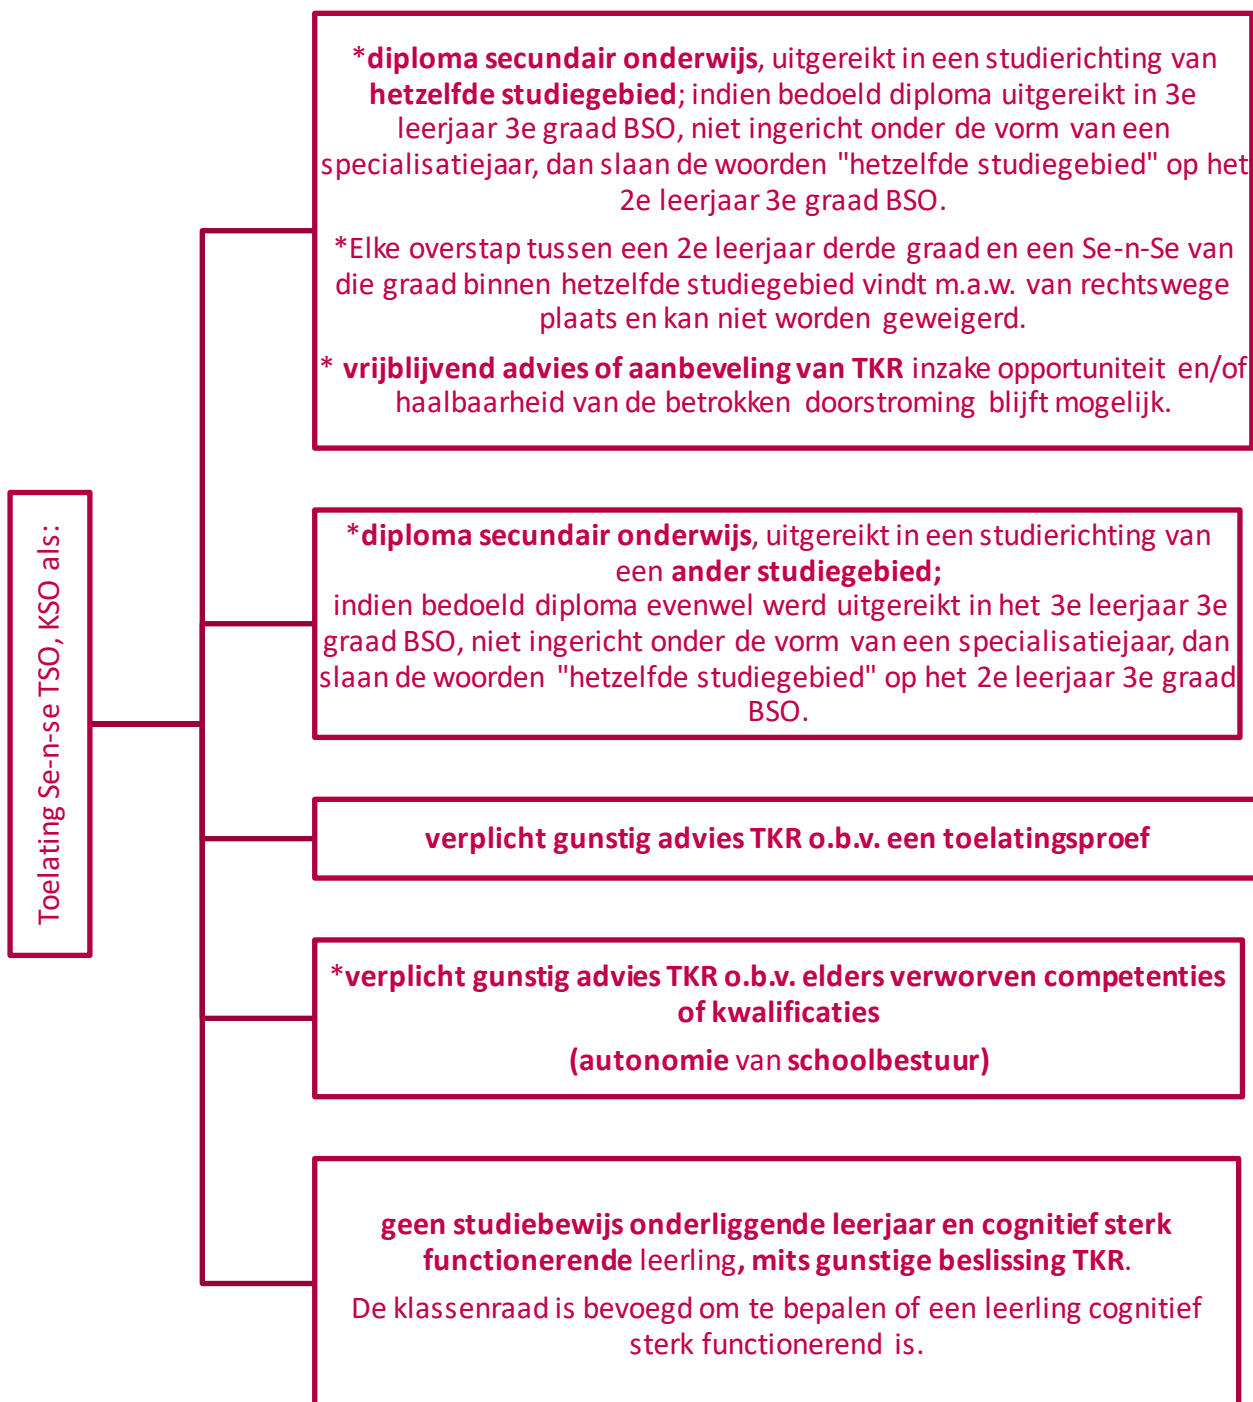 Toelating Se-n-se TSO, KSO als:
*diploma secundair onderwijs, uitgereikt in een studierichting van
hetzelfde studiegebied; indien bedoeld diploma uitgereikt in 3e
leerjaar 3e graad BSO, niet ingericht onder de vorm van een
specialisatiejaar, dan slaan de woorden "hetzelfde studiegebied" op het
2e leerjaar 3e graad BSO.
*Elke overstap tussen een 2e leerjaar derde graad en een Se-n-Se van
die graad binnen hetzelfde studiegebied vindt m.a.w. van rechtswege
plaats en kan niet worden geweigerd.
* vrijblijvend advies of aanbeveling van TKR inzake opportuniteit en/of
haalbaarheid van de betrokken doorstroming blijft mogelijk.
*diploma secundair onderwijs, uitgereikt in een studierichting van
een ander studiegebied;
indien bedoeld diploma evenwel werd uitgereikt in het 3e leerjaar 3e
graad BSO, niet ingericht onder de vorm van een specialisatiejaar, dan
slaan de woorden "hetzelfde studiegebied" op het 2e leerjaar 3e graad
BSO.
verplicht gunstig advies TKR o.b.v. een toelatingsproef
*verplicht gunstig advies TKR o.b.v. elders verworven competenties
of kwalificaties
(autonomie van schoolbestuur)
geen studiebewijs onderliggende leerjaar en cognitief sterk
functionerende leerling, mits gunstige beslissing TKR.
De klassenraad is bevoegd om te bepalen of een leerling cognitief
sterk functionerend is.